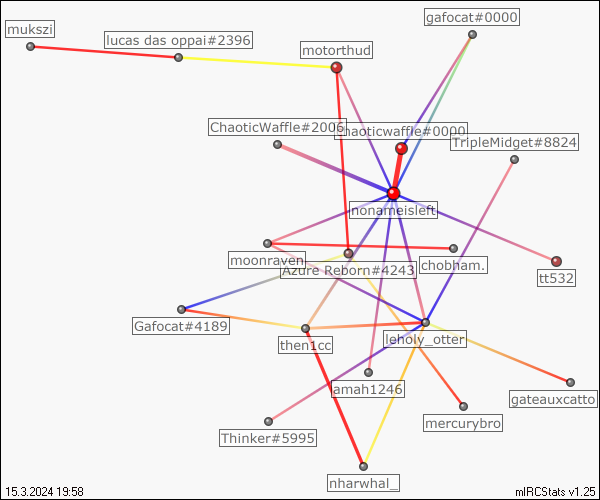 gafocat#0000
mukszi
lucas das oppai#2396
motorthud
ChaoticWaffle#2006
chaoticwaffle#0000
TripleMidget#8824
nonameisleft
moonraven
Azure Reborn#4243
chobham.
tt532
Gafocat#4189
then1cc
leholy_otter
amah1246
gateauxcatto
mercurybro
Thinker#5995
nharwhal_
15.3.2024 19:58
mIRCStats v1.25